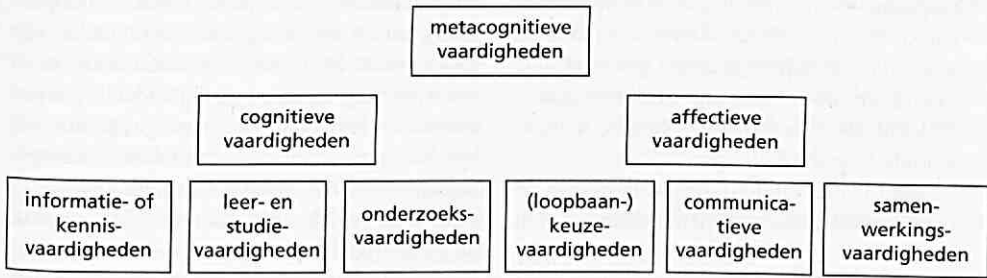 metacognitieve
vaardigheden
cognitieve
vaardigheden
affectieve
vaardigheden
informatie- of
kennis-
vaardigheden
leer- en
studie-
vaardigheden
onderzoeks-
vaardigheden
(loopbaan-)
keuze-
vaardigheden
communica-
tieve
vaardigheden
samen-
werkings-
vaardigheden